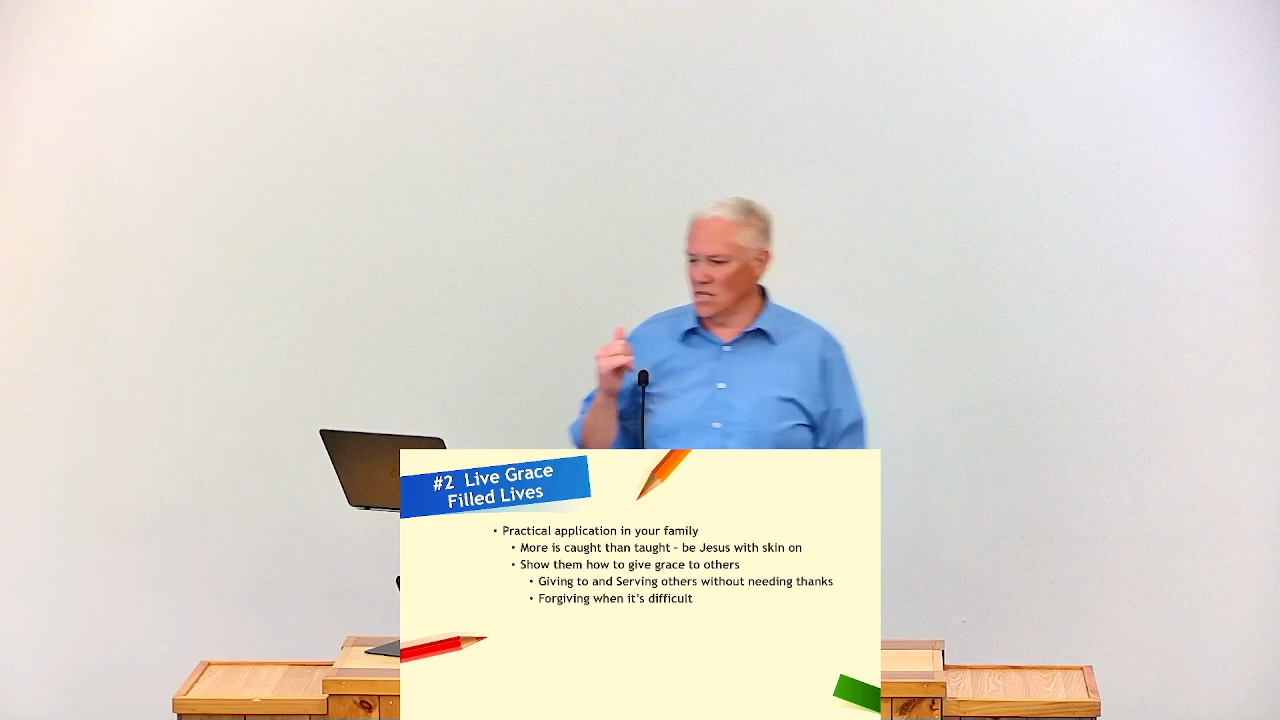 #2 Live Grace
Filled Lives
• Practical application in your family
• More is caught than taught – be Jesus with skin on
• Show them how to give grace to others
• Giving to and Serving others without needing thanks
• Forgiving when it's difficult